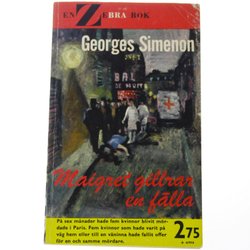 EN ZEBRA BOK
Georges Simenon
BAL
Maigret gillrar
en fälla
På sex månader hade fem kvinnor blivit mör-
dade i Paris. Fem kvinnor som hade varit på
väg hem eller till en väninna hade fallit offer
för en och samma mördare.
2 75